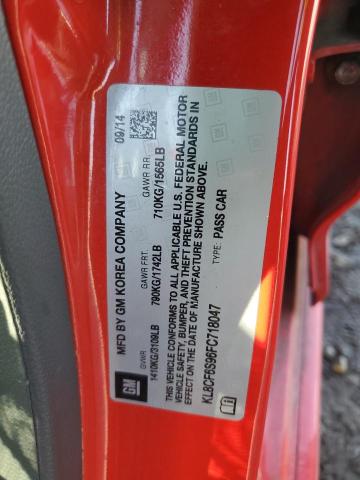 MFD BY GM KOREA COMPANY 09/14
GVWR GAWR FRT. GAWR RR.
1410KG/3109LB 790KG/1742LB 710KG/1565LB
THIS VEHICLE CONFORMS TO ALL APPLICABLE U.S. FEDERAL MOTOR
VEHICLE SAFETY, BUMPER, AND THEFT PREVENTION STANDARDS IN
EFFECT ON THE DATE OF MANUFACTURE SHOWN ABOVE.
KL8CF6S96FC718047 TYPE: PASS CAR
GM